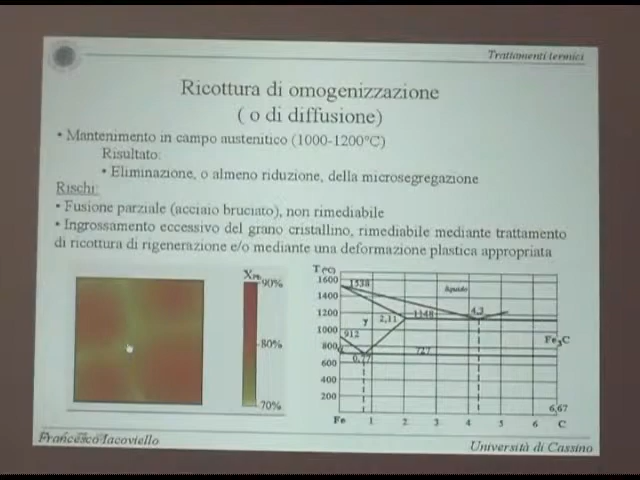 Trattamenti termici
Ricottura di omogenizzazione
( o di diffusione)
• Mantenimento in campo austenitico (1000-1200°C)
Risultato:
• Eliminazione, o almeno riduzione, della microsegregazione
Rischi:
• Fusione parziale (acciaio bruciato), non rimediabile
• Ingrossamento eccessivo del grano cristallino, rimediabile mediante trattamento
di ricottura di rigenerazione e/o mediante una deformazione plastica appropriata
90%
80%
70%
T(°C)
1600
1538
liquido
1400
1200
2,11
1148
4,3
γ
1000
912
Fe3C
800
727
0,77
600
400
200
6,67
Fe 1 2 3 4 5 6 C
Francesco Iacoviello
Università di Cassino